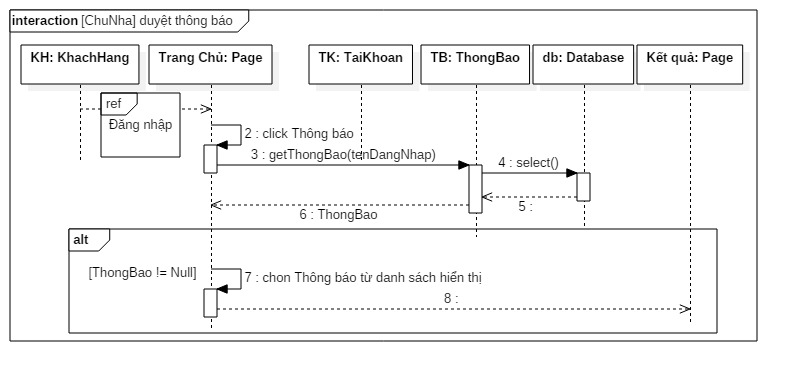 interaction [ChuNha] duyệt thông báo
KH: KhachHang
Trang Chủ: Page
TK: TaiKhoan
TB: ThongBao
db: Database
Kết quả: Page
ref
Đăng nhập
2 : click Thông báo
3 : getThongBao(tenDangNhap)
4 : select()
5 :
6 : ThongBao
alt
[ThongBao != Null]
7 : chon Thông báo từ danh sách hiển thị
8 :